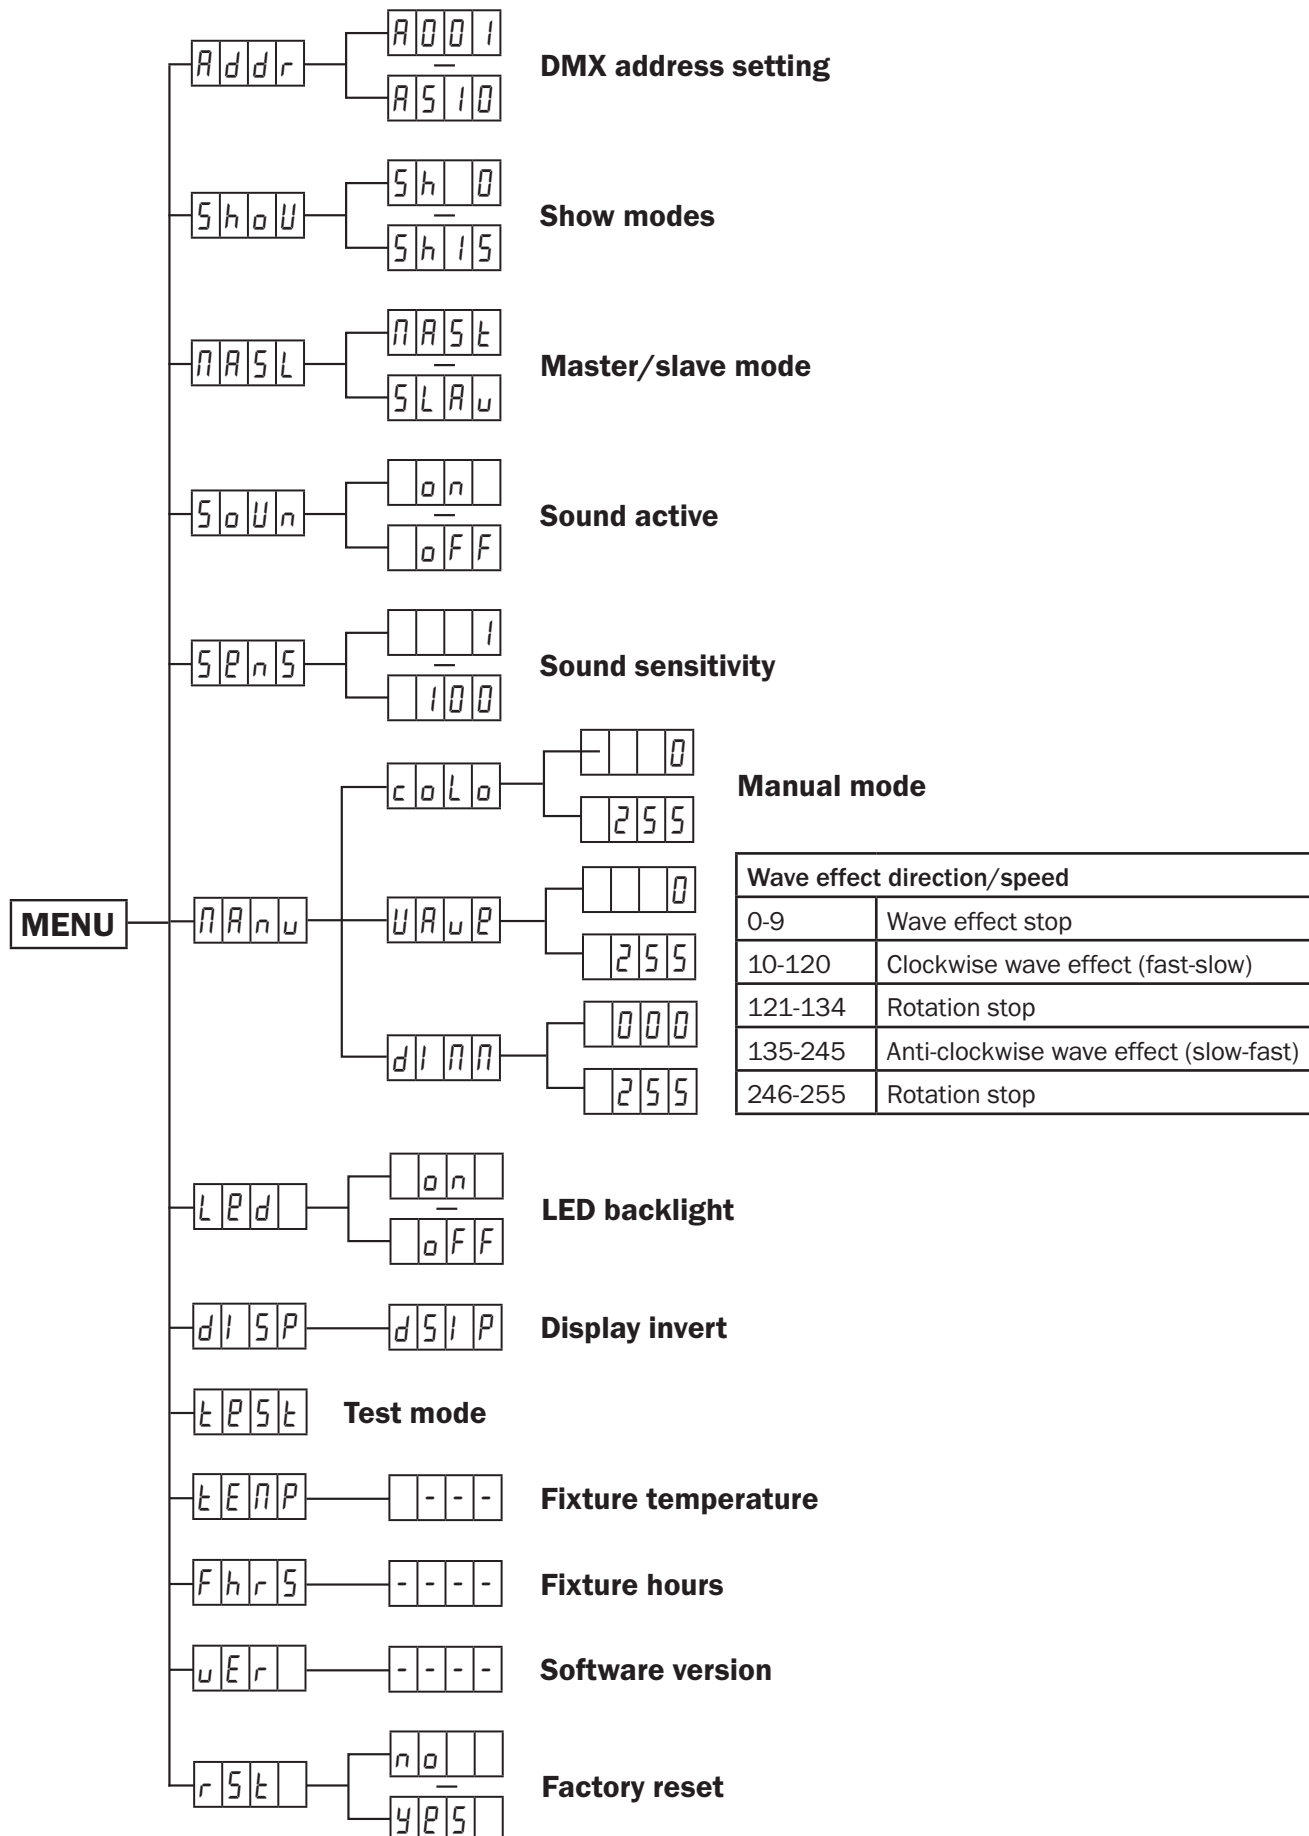 Addr
A001
—
A510
DMX address setting
ShoU
Sh 0
—
Sh15
Show modes
MASL
MASt
—
SLAv
Master/slave mode
SoUn
on
—
oFF
Sound active
SenS
1
—
100
Sound sensitivity
MENU
MAnu
coLo
0
255
Manual mode
UAve
0
255
dIMM
000
255
Wave effect direction/speed
0-9 Wave effect stop
10-120 Clockwise wave effect (fast-slow)
121-134 Rotation stop
135-245 Anti-clockwise wave effect (slow-fast)
246-255 Rotation stop
Led
on
—
oFF
LED backlight
dISP
dSIP
Display invert
teSt
Test mode
tEMP
---
Fixture temperature
FhrS
----
Fixture hours
vEr
----
Software version
rSt
no
—
yeS
Factory reset